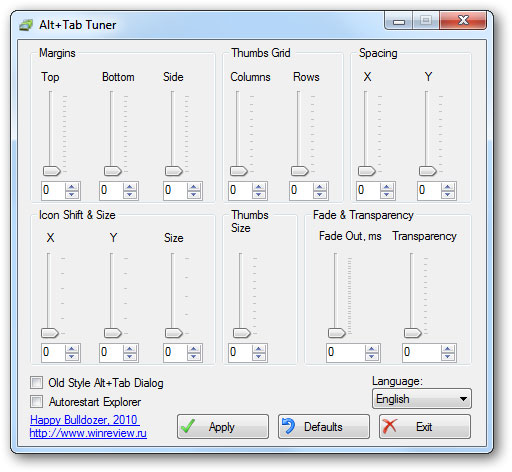 Alt+Tab Tuner
Margins
Thumbs Grid
Spacing
Top Bottom Side
Columns Rows
X Y
0 0 0
0 0
0 0
Icon Shift & Size
Thumbs
Size
Fade & Transparency
X Y Size
Fade Out, ms Transparency
0 0 0
0
0 0
Old Style Alt+Tab Dialog
Autorestart Explorer
Language:
English
Happy Bulldozer, 2010
http://www.winreview.ru
Apply Defaults Exit